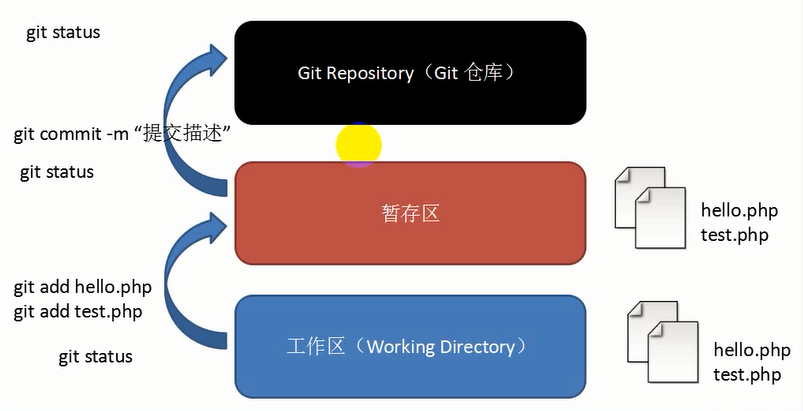 git status
Git Repository（Git 仓库）
git commit -m “提交描述”
git status
暂存区
hello.php
test.php
git add hello.php
git add test.php
git status
工作区（Working Directory）
hello.php
test.php